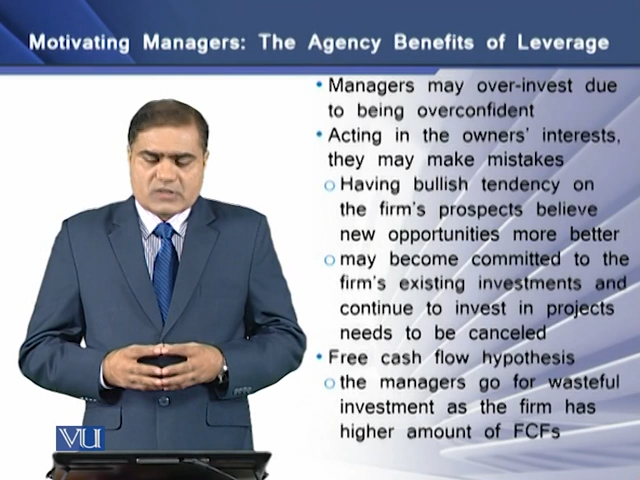 Motivating Managers: The Agency Benefits of Leverage
• Managers may over-invest due
to being overconfident
• Acting in the owners' interests,
they may make mistakes
o Having bullish tendency on
the firm's prospects believe
new opportunities more better
o may become committed to the
firm's existing investments and
continue to invest in projects
needs to be canceled
• Free cash flow hypothesis
o the managers go for wasteful
investment as the firm has
higher amount of FCFs
VU